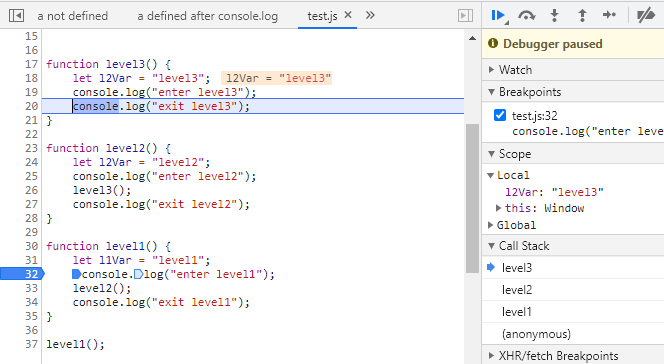 a not defined a defined after console.log test.js × »
15
16
17 function level3() {
18 let l2Var = "level3"; l2Var = "level3"
19 console.log("enter level3");
20 console.log("exit level3");
21 }
22
23 function level2() {
24 let l2Var = "level2";
25 console.log("enter level2");
26 level3();
27 console.log("exit level2");
28 }
29
30 function level1() {
31 let l1Var = "level1";
32 console.log("enter level1");
33 level2();
34 console.log("exit level1");
35 }
36
37 level1();
Debugger paused
Watch
Breakpoints
test.js:32
console.log("enter leve
Scope
Local
l2Var: "level3"
this: Window
Global
Call Stack
level3
level2
level1
(anonymous)
XHR/fetch Breakpoints